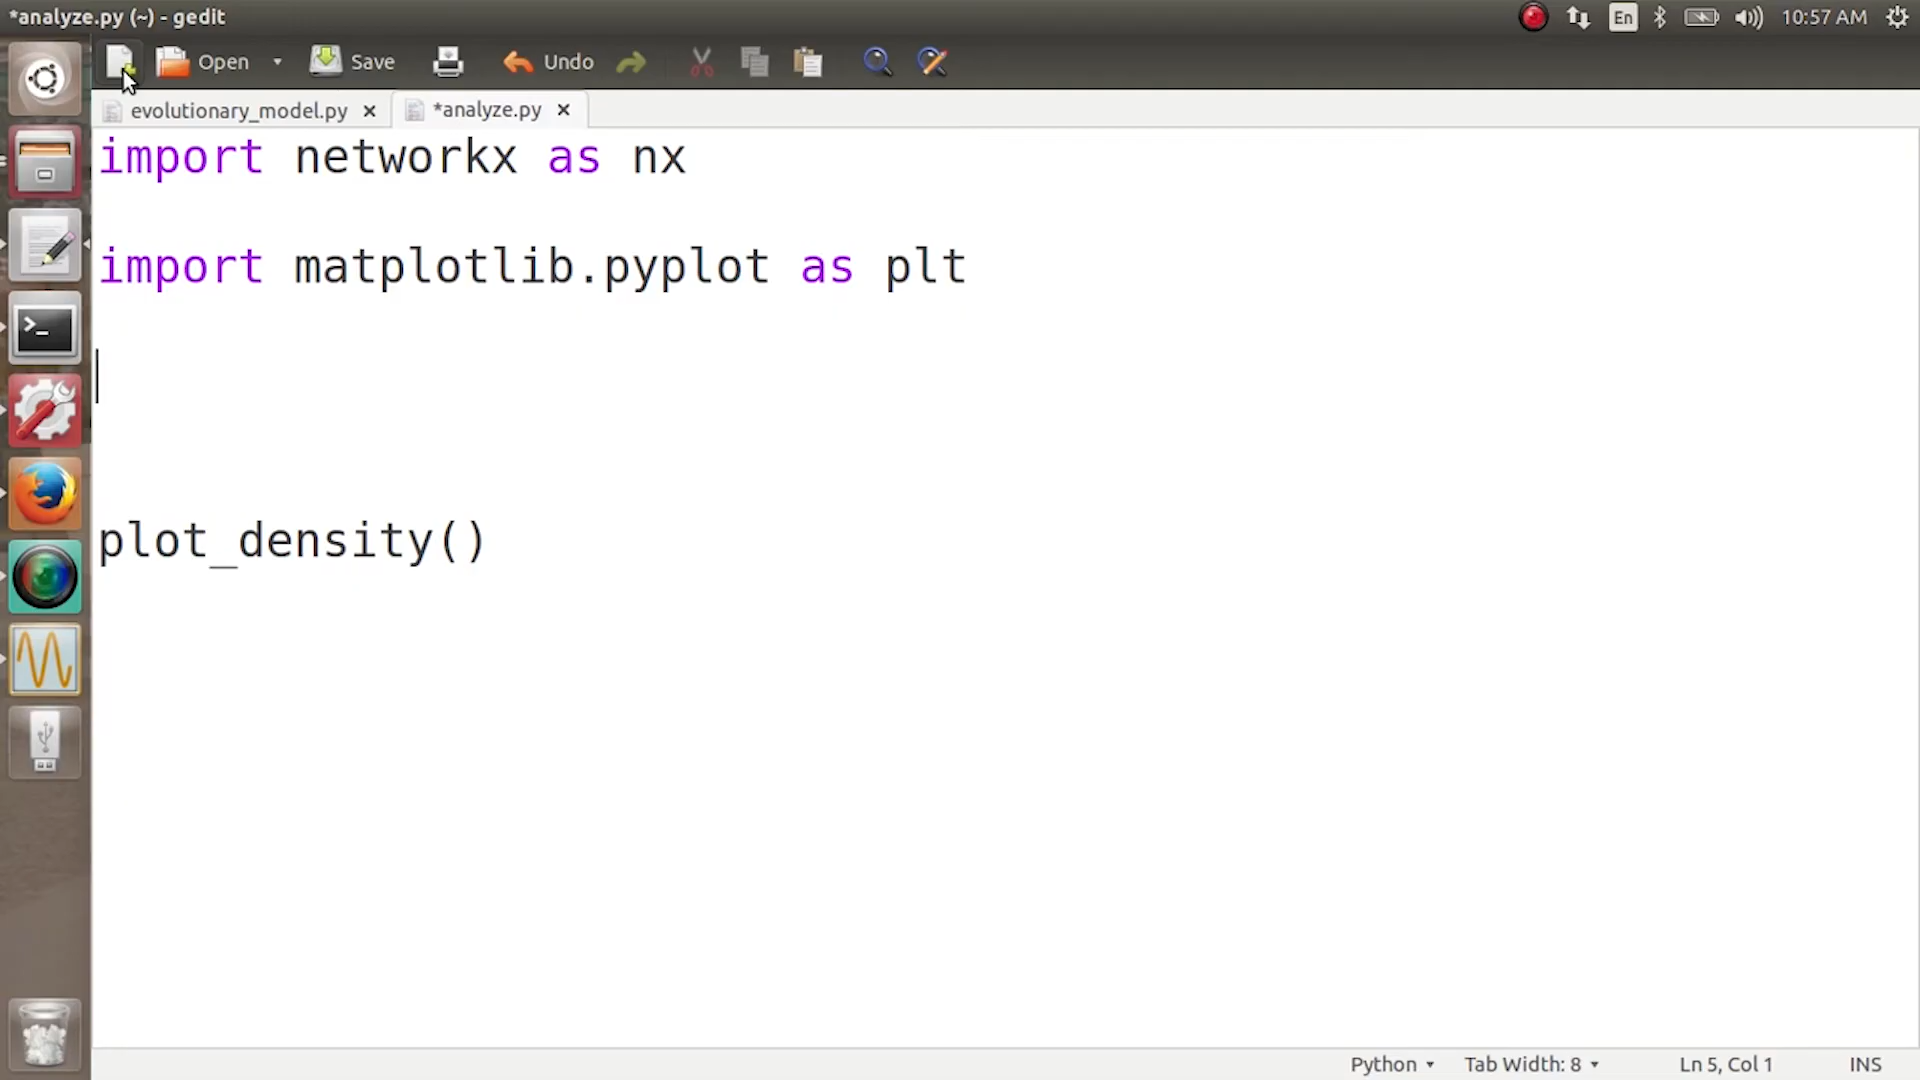 *analyze.py (~) - gedit
En
10:57 AM
Open
Save
Undo
evolutionary_model.py
*analyze.py
import networkx as nx
import matplotlib.pyplot as plt
plot_density()
Python
Tab Width: 8
Ln 5, Col 1
INS